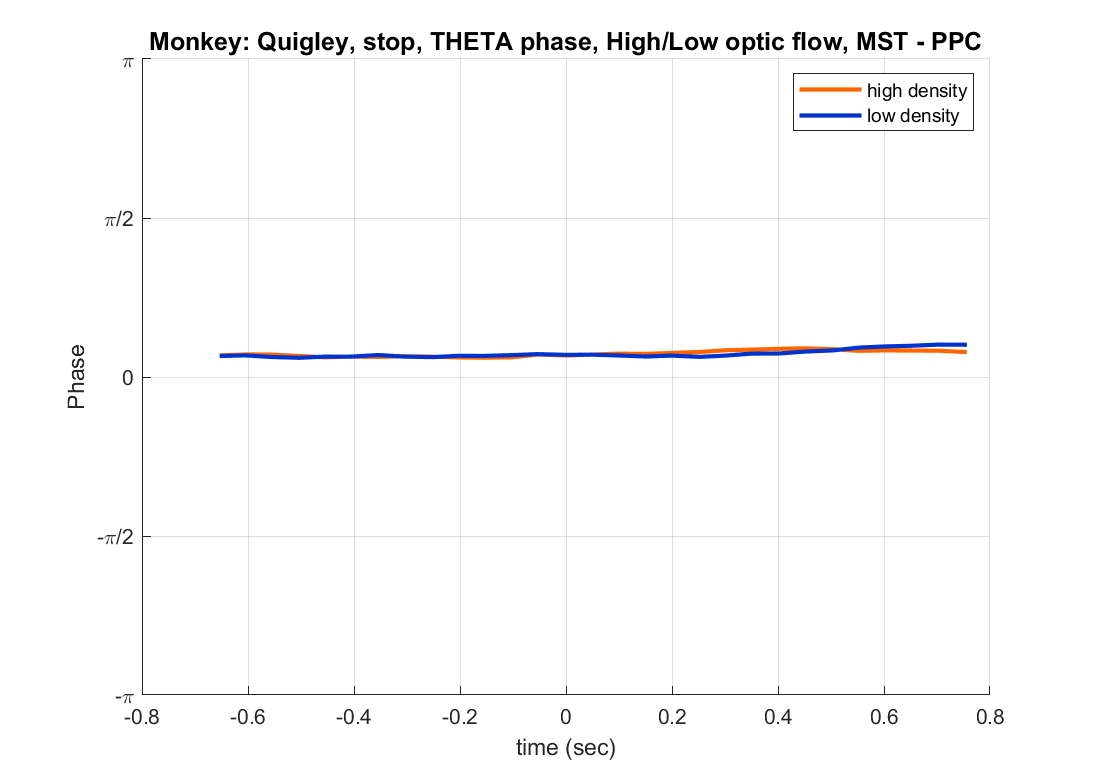 Monkey: Quigley, stop, THETA phase, High/Low optic flow, MST - PPC
high density
low density
π
π/2
0
-π/2
-π
Phase
-0.8 -0.6 -0.4 -0.2 0 0.2 0.4 0.6 0.8
time (sec)